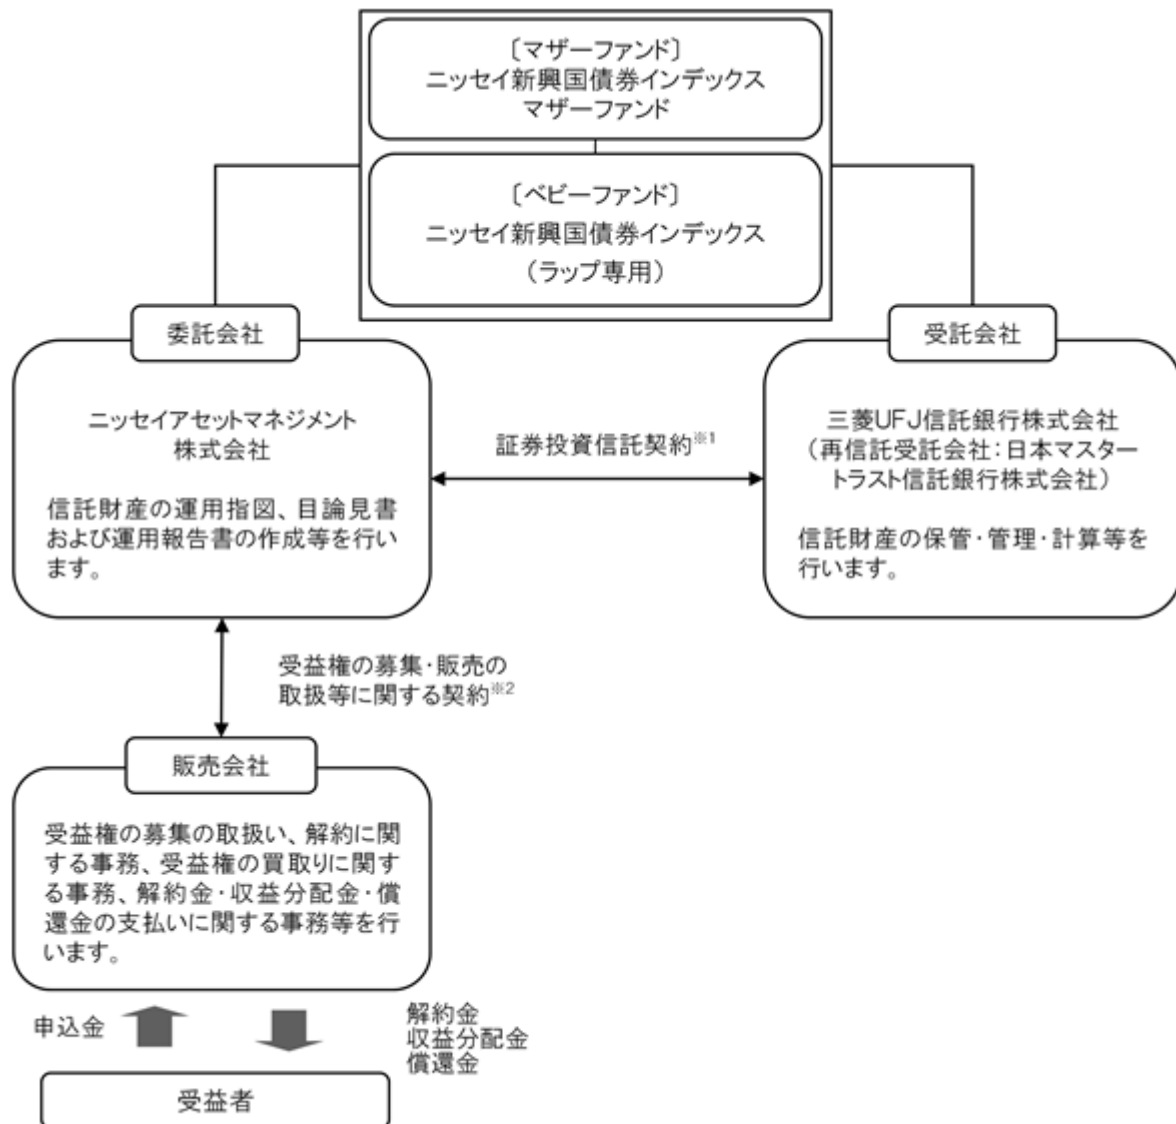 〔マザーファンド〕
ニッセイ新興国債券インデックス
マザーファンド
〔ベビーファンド〕
ニッセイ新興国債券インデックス
（ラップ専用）
委託会社
ニッセイアセットマネジメント
株式会社
信託財産の運用指図、目論見書
および運用報告書の作成等を行い
ます。
証券投資信託契約※1
受託会社
三菱UFJ信託銀行株式会社
（再信託受託会社：日本マスター
トラスト信託銀行株式会社）
信託財産の保管・管理・計算等を
行います。
受益権の募集・販売の
取扱等に関する契約※2
販売会社
受益権の募集の取扱い、解約に関
する事務、受益権の買取りに関す
る事務、解約金・収益分配金・償
還金の支払いに関する事務等を行
います。
申込金
解約金
収益分配金
償還金
受益者